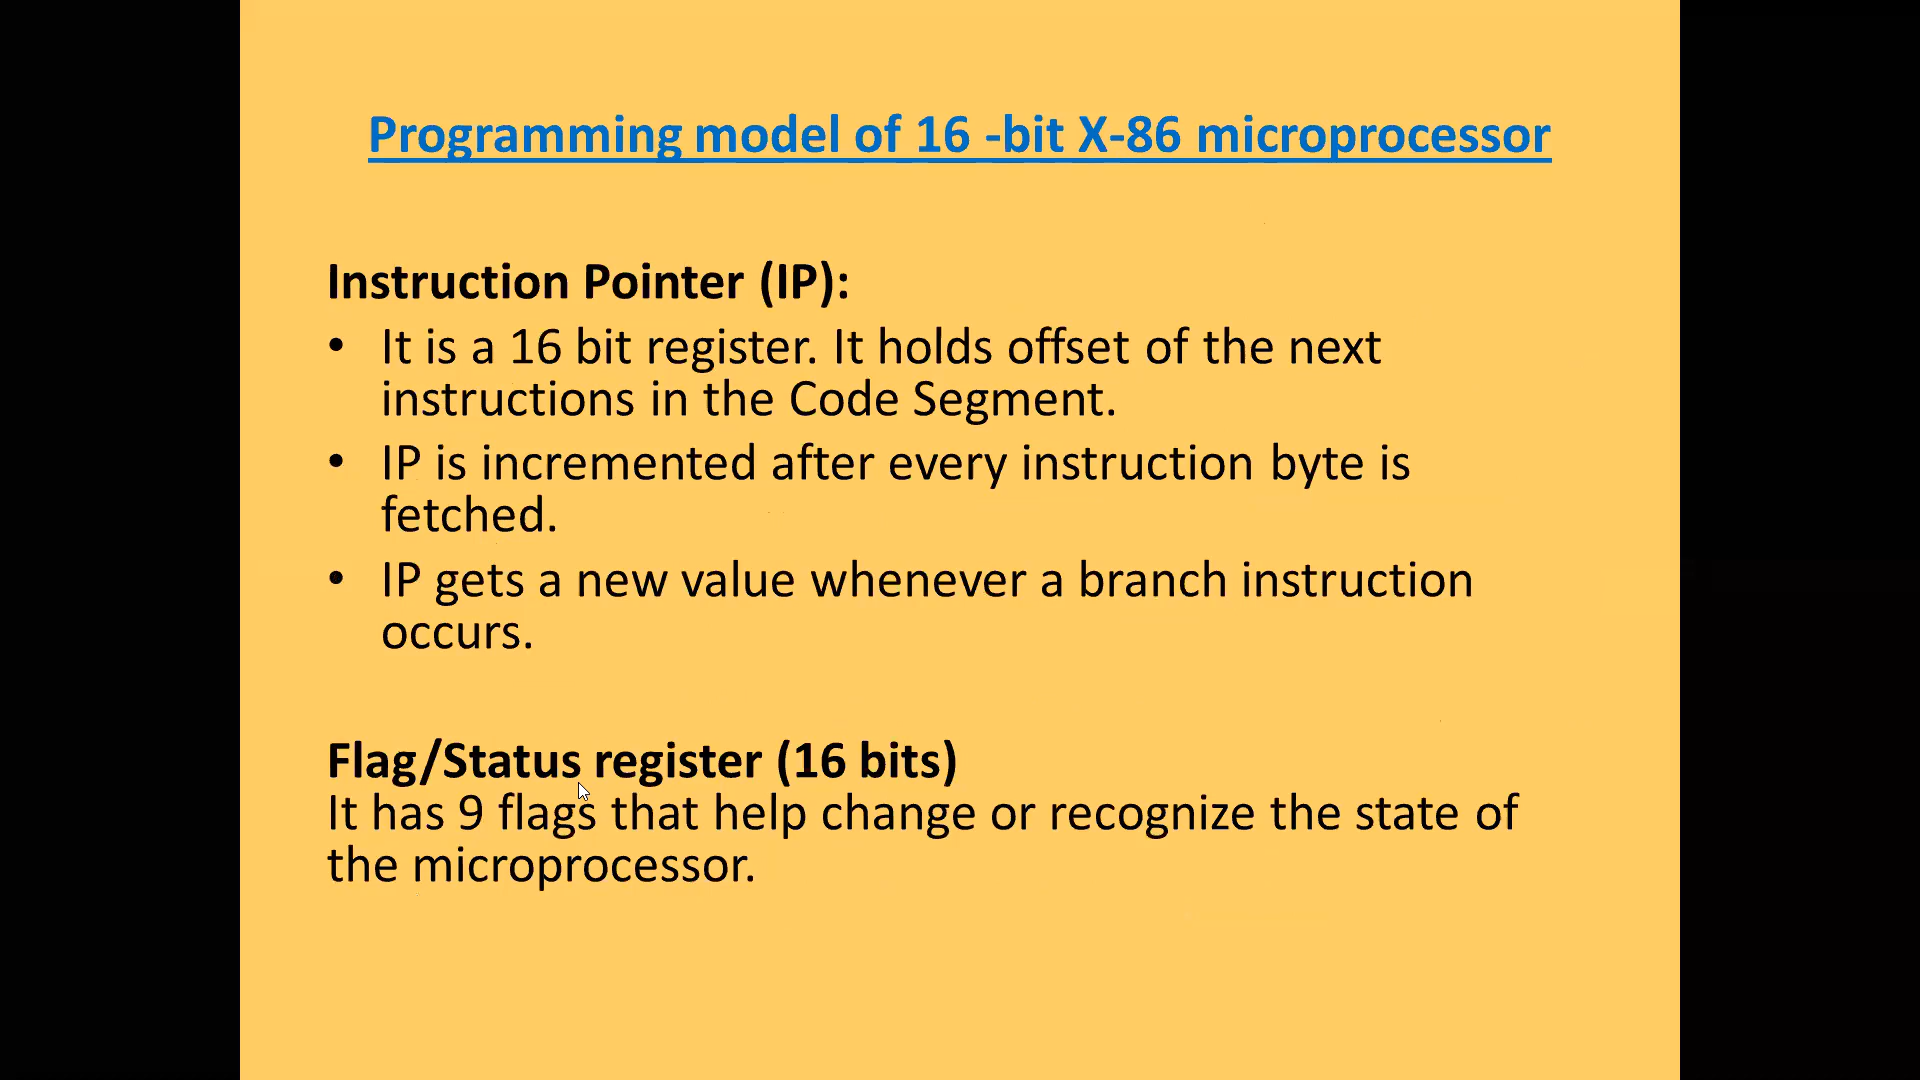 Programming model of 16 -bit X-86 microprocessor
Instruction Pointer (IP):
• It is a 16 bit register. It holds offset of the next
instructions in the Code Segment.
• IP is incremented after every instruction byte is
fetched.
• IP gets a new value whenever a branch instruction
occurs.
Flag/Status register (16 bits)
It has 9 flags that help change or recognize the state of
the microprocessor.